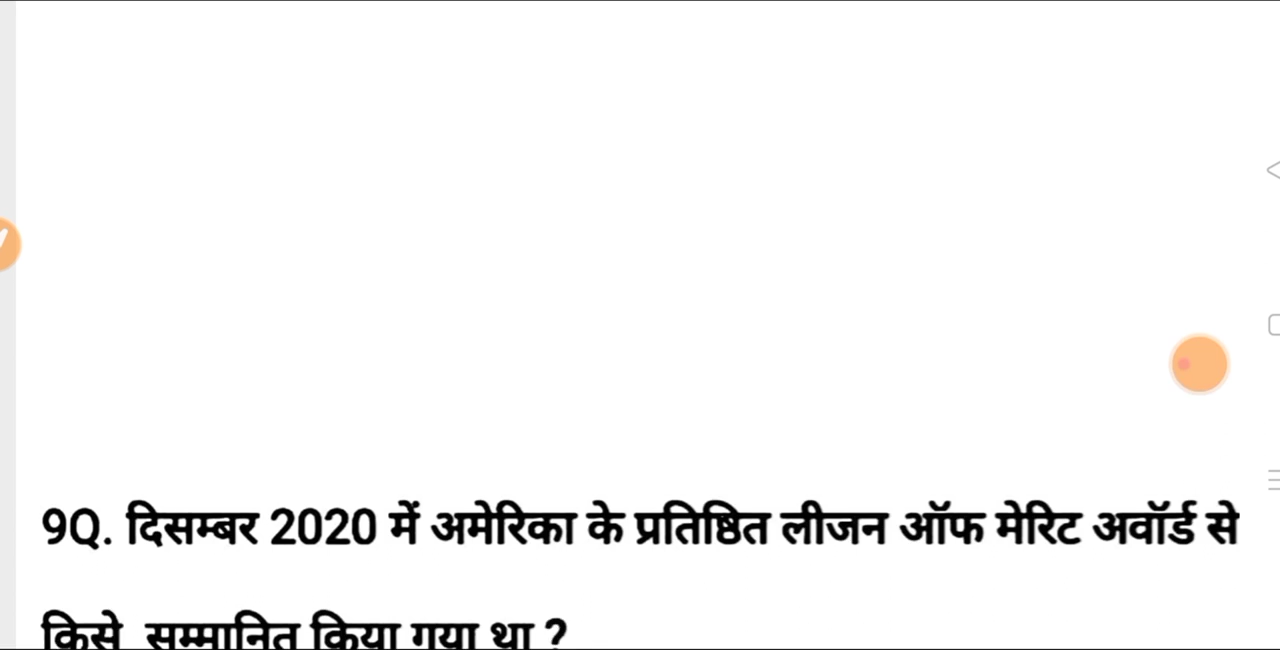 9Q. दिसम्बर 2020 में अमेरिका के प्रतिष्ठित लीजन ऑफ मेरिट अवॉर्ड से
किसे सम्मानित किया गया था ?